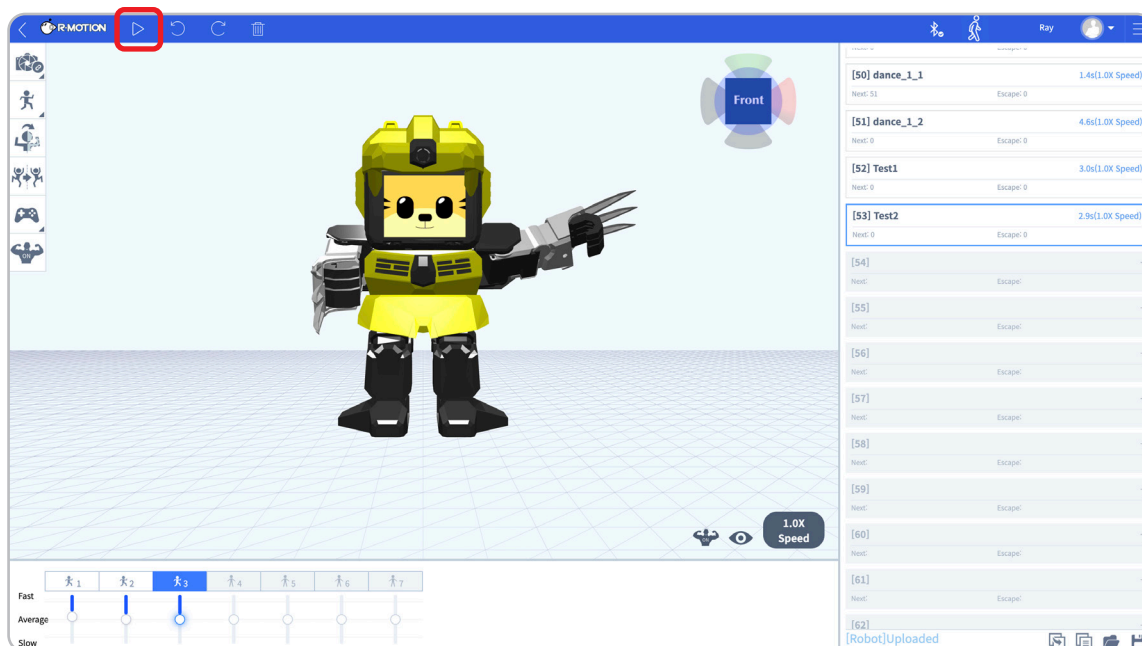 R·MOTION
Ray
ON
Front
1.0X
Speed
ON
[50] dance_1_1 1.4s(1.0X Speed)
Next: 51 Escape: 0
[51] dance_1_2 4.6s(1.0X Speed)
Next: 0 Escape: 0
[52] Test1 3.0s(1.0X Speed)
Next: 0 Escape: 0
[53] Test2 2.9s(1.0X Speed)
Next: 0 Escape: 0
[54]
Next: Escape:
[55]
Next: Escape:
[56]
Next: Escape:
[57]
Next: Escape:
[58]
Next: Escape:
[59]
Next: Escape:
[60]
Next: Escape:
[61]
Next: Escape:
[62]
[Robot]Uploaded
1 2 3 4 5 6 7
Fast
Average
Slow